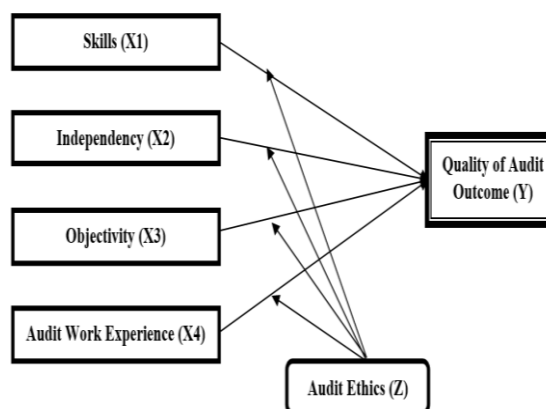 Skills (X1)
Independency (X2)
Quality of Audit
Outcome (Y)
Objectivity (X3)
Audit Work Experience (X4)
Audit Ethics (Z)